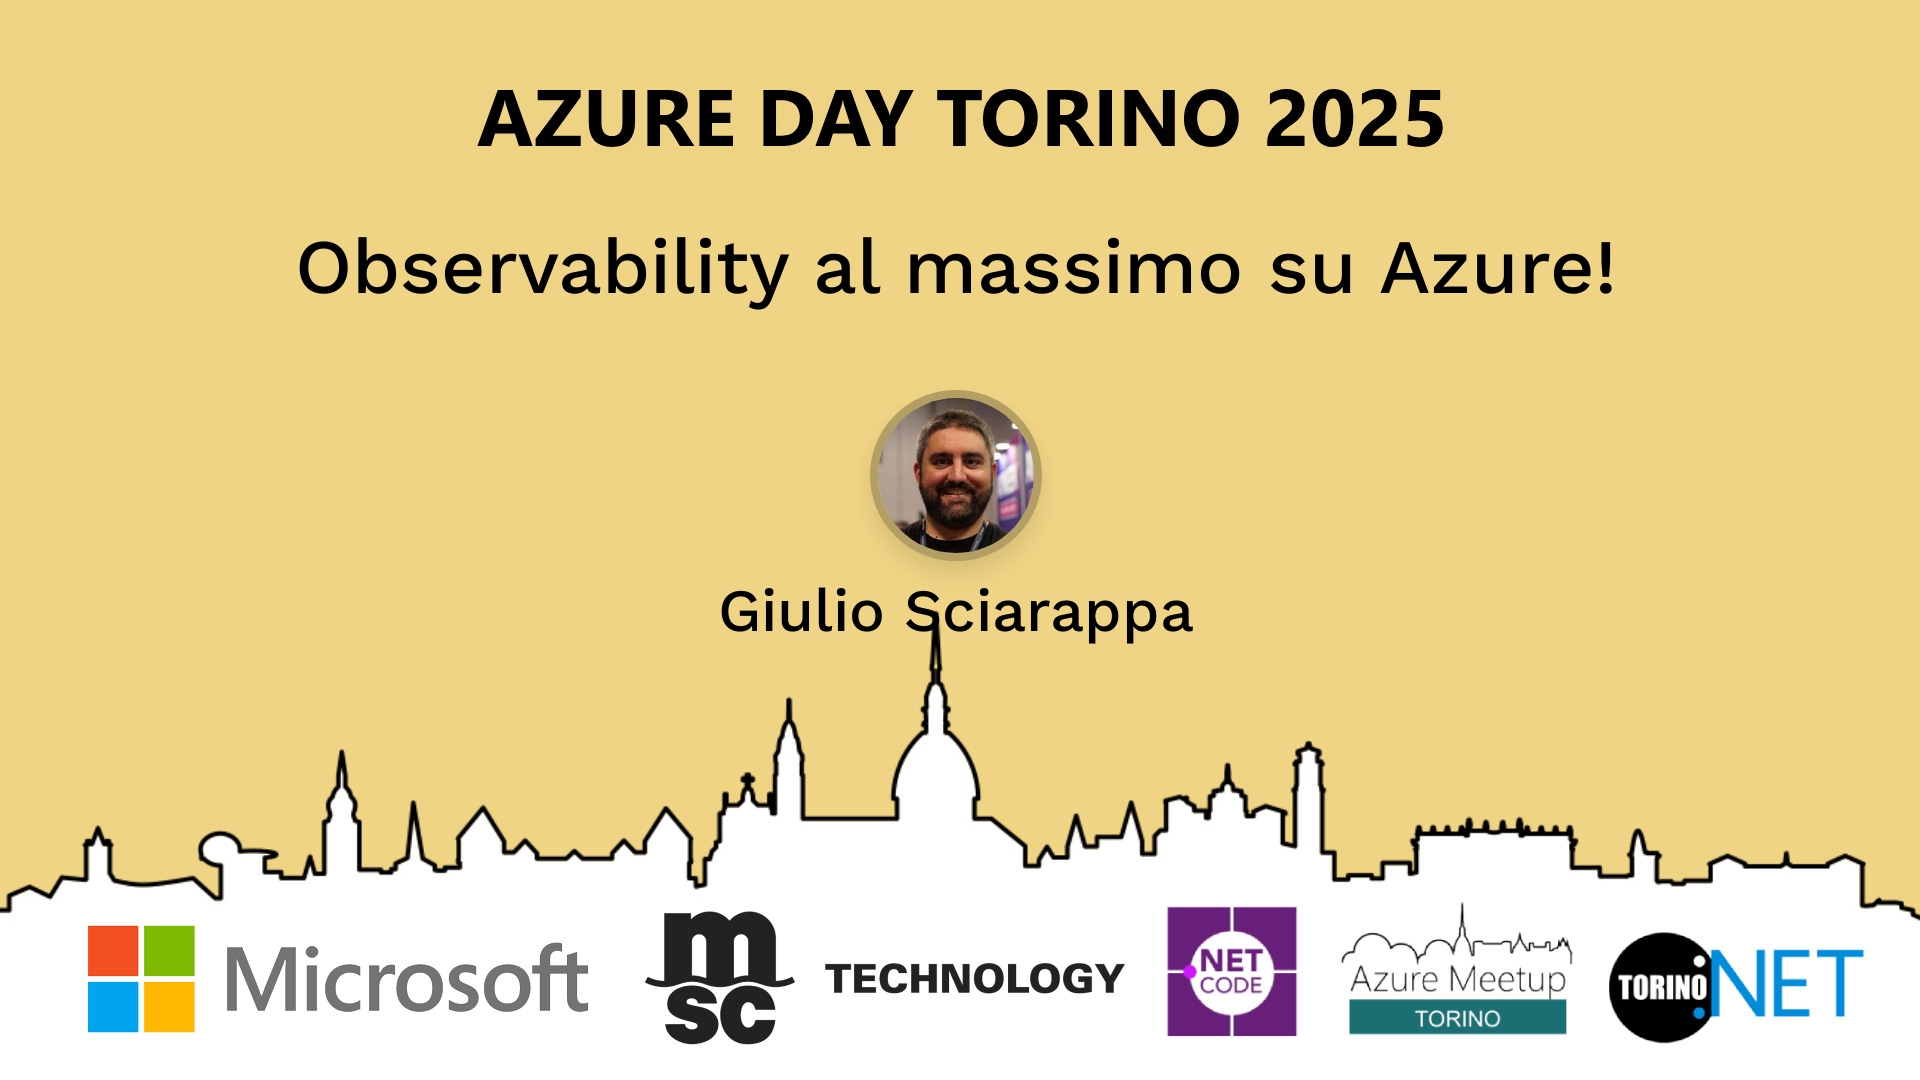 AZURE DAY TORINO 2025
Observability al massimo su Azure!
Giulio Sciarappa
Microsoft
msc TECHNOLOGY
NET CODE
Azure Meetup
TORINO
TORINO.NET